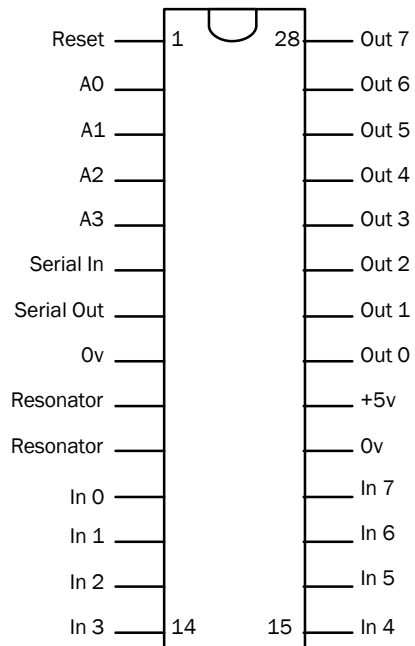 Reset 1 28 Out 7
A0 Out 6
A1 Out 5
A2 Out 4
A3 Out 3
Serial In Out 2
Serial Out Out 1
0v Out 0
Resonator +5v
Resonator 0v
In 0 In 7
In 1 In 6
In 2 In 5
In 3 14 15 In 4